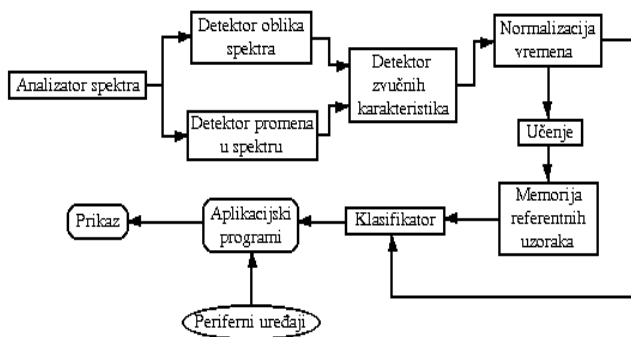 Detektor oblika
spektra
Normalizacija
vremena
Analizator spektra
Detektor
zvučnih
karakteristika
Detektor promena
u spektru
Učenje
Memorija
referentnih
uzoraka
Prikaz
Aplikacijski
programi
Klasifikator
Periferni uređaji